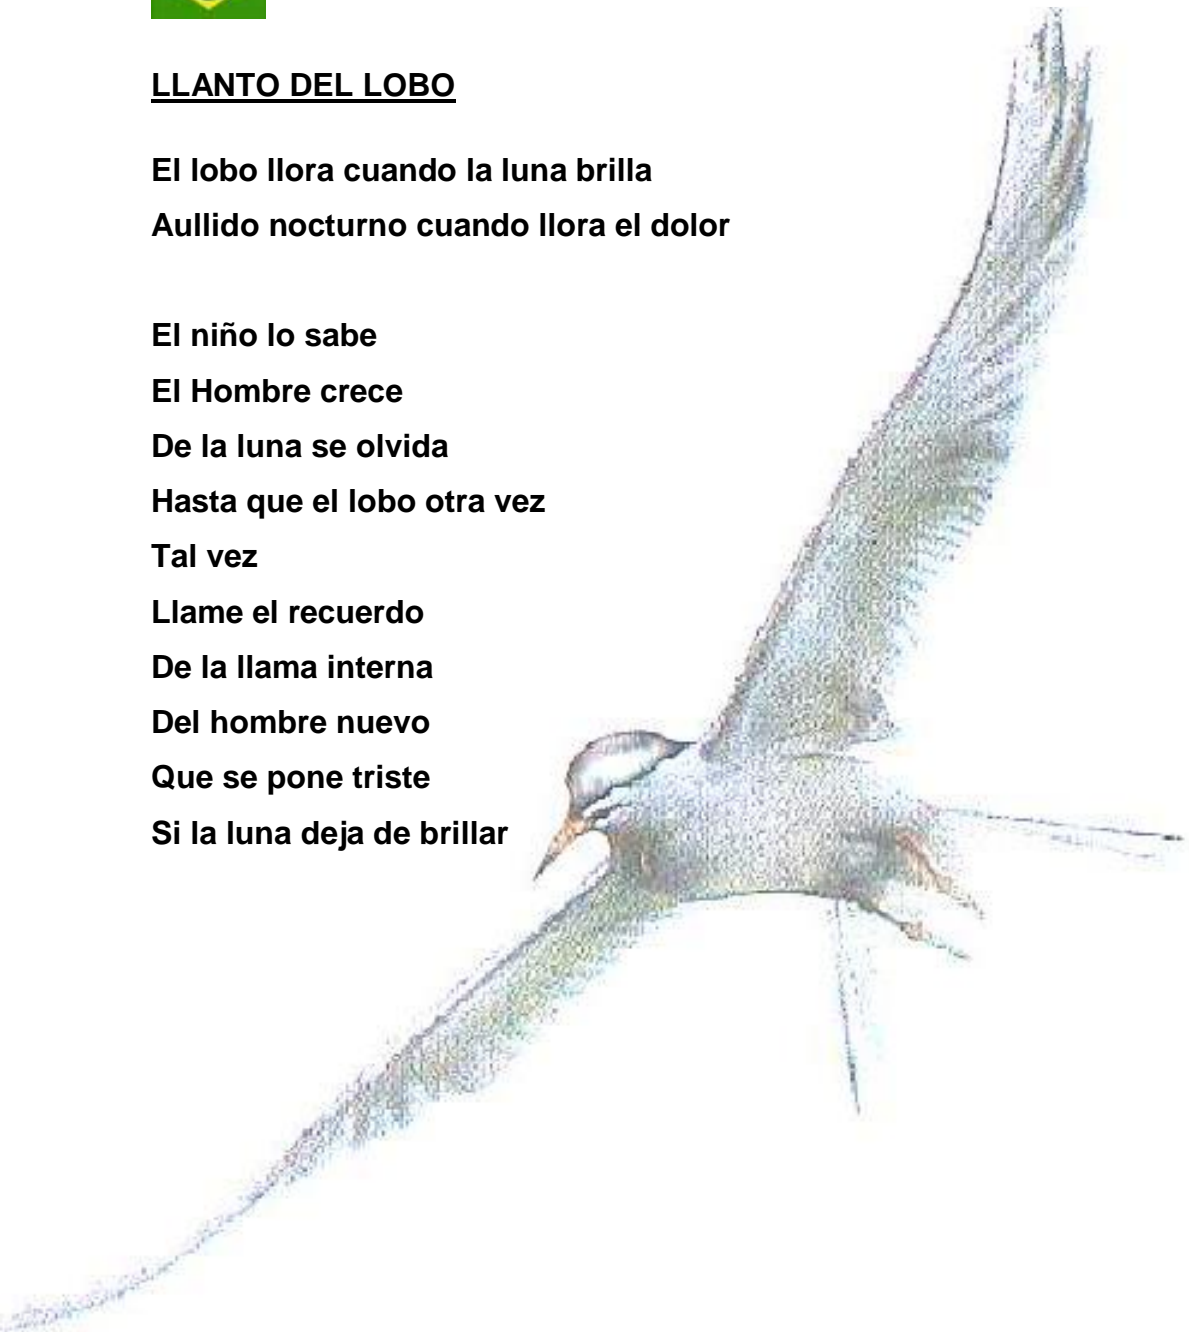 LLANTO DEL LOBO
El lobo llora cuando la luna brilla
Aullido nocturno cuando llora el dolor
El niño lo sabe
El Hombre crece
De la luna se olvida
Hasta que el lobo otra vez
Tal vez
Llame el recuerdo
De la llama interna
Del hombre nuevo
Que se pone triste
Si la luna deja de brillar